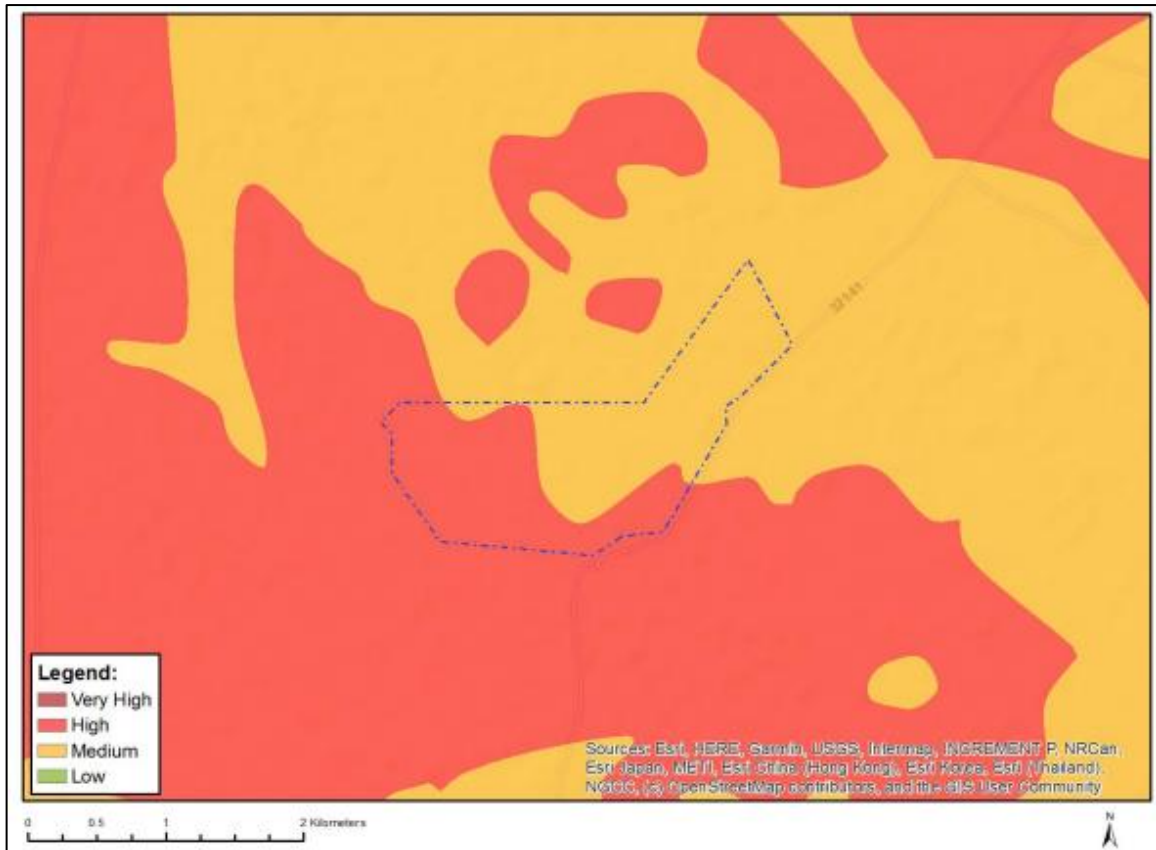 32141
Legend:
Very High
High
Medium
Low
Sources: Esri, HERE, Garmin, USGS, Intermap, INCREMENT P, NRCan,
Esri Japan, METI, Esri China (Hong Kong), Esri Korea, Esri (Thailand),
NGCC, (c) OpenStreetMap contributors, and the GIS User Community
0 0.5 1 2 Kilometers
N